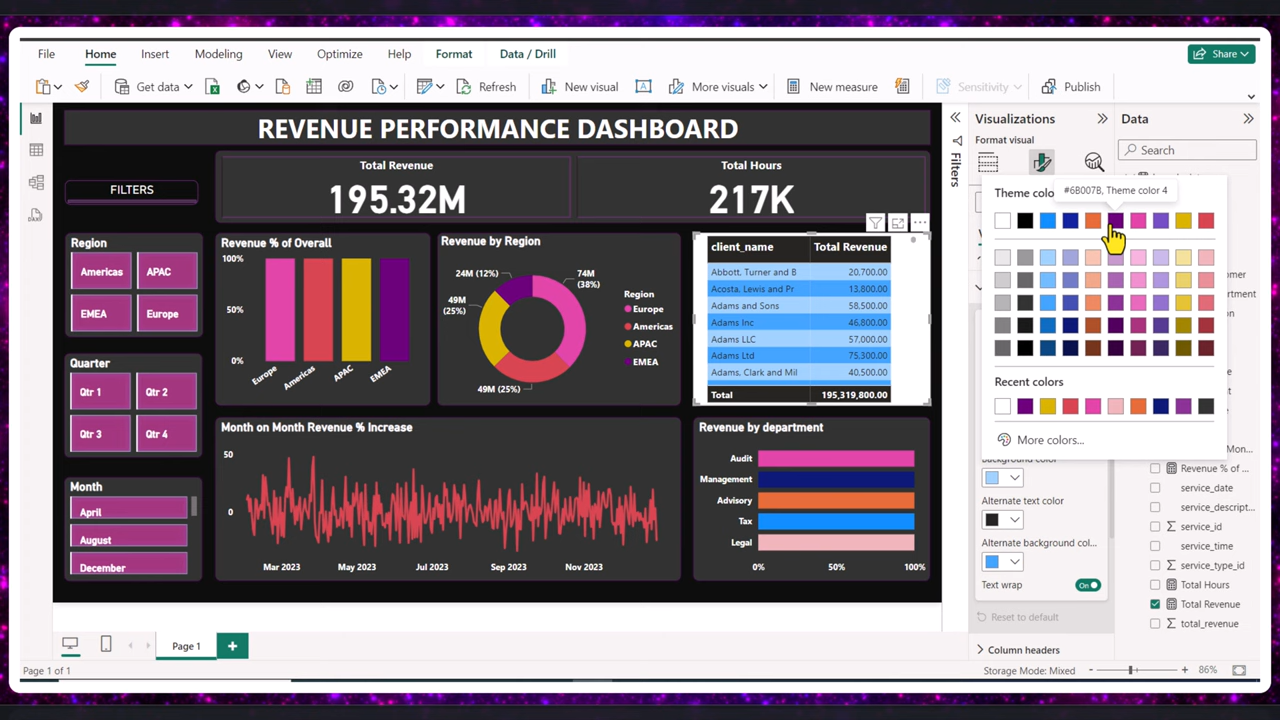 File Home Insert Modeling View Optimize Help Format Data / Drill Share
Get data Refresh New visual More visuals New measure Sensitivity Publish
REVENUE PERFORMANCE DASHBOARD
FILTERS
Total Revenue
195.32M
Total Hours
217K
Region
Americas APAC
EMEA Europe
Quarter
Qtr 1 Qtr 2
Qtr 3 Qtr 4
Month
April
August
December
Revenue % of Overall
100%
50%
0%
Europe Americas APAC EMEA
Revenue by Region
24M (12%)
74M
(38%)
49M
(25%)
49M (25%)
Region
Europe
Americas
APAC
EMEA
client_name Total Revenue
Abbott, Turner and B 20,700.00
Acosta, Lewis and Pr 13,800.00
Adams and Sons 58,500.00
Adams Inc 46,800.00
Adams LLC 57,000.00
Adams Ltd 75,300.00
Adams, Clark and Mil 40,500.00
Total 195,319,800.00
Month on Month Revenue % Increase
50
0
Mar 2023 May 2023 Jul 2023 Sep 2023 Nov 2023
Revenue by department
Audit
Management
Advisory
Tax
Legal
0% 50% 100%
Page 1
Page 1 of 1
Filters
Visualizations
Format visual
#6B007B, Theme color 4
Theme colo
Recent colors
More colors...
Background color
Alternate text color
Alternate background col...
Text wrap On
Reset to default
Column headers
Data
Search
Mon...
Revenue % of ...
service_date
service_descript...
service_id
service_time
service_type_id
Total Hours
Total Revenue
total_revenue
Storage Mode: Mixed - + 86%